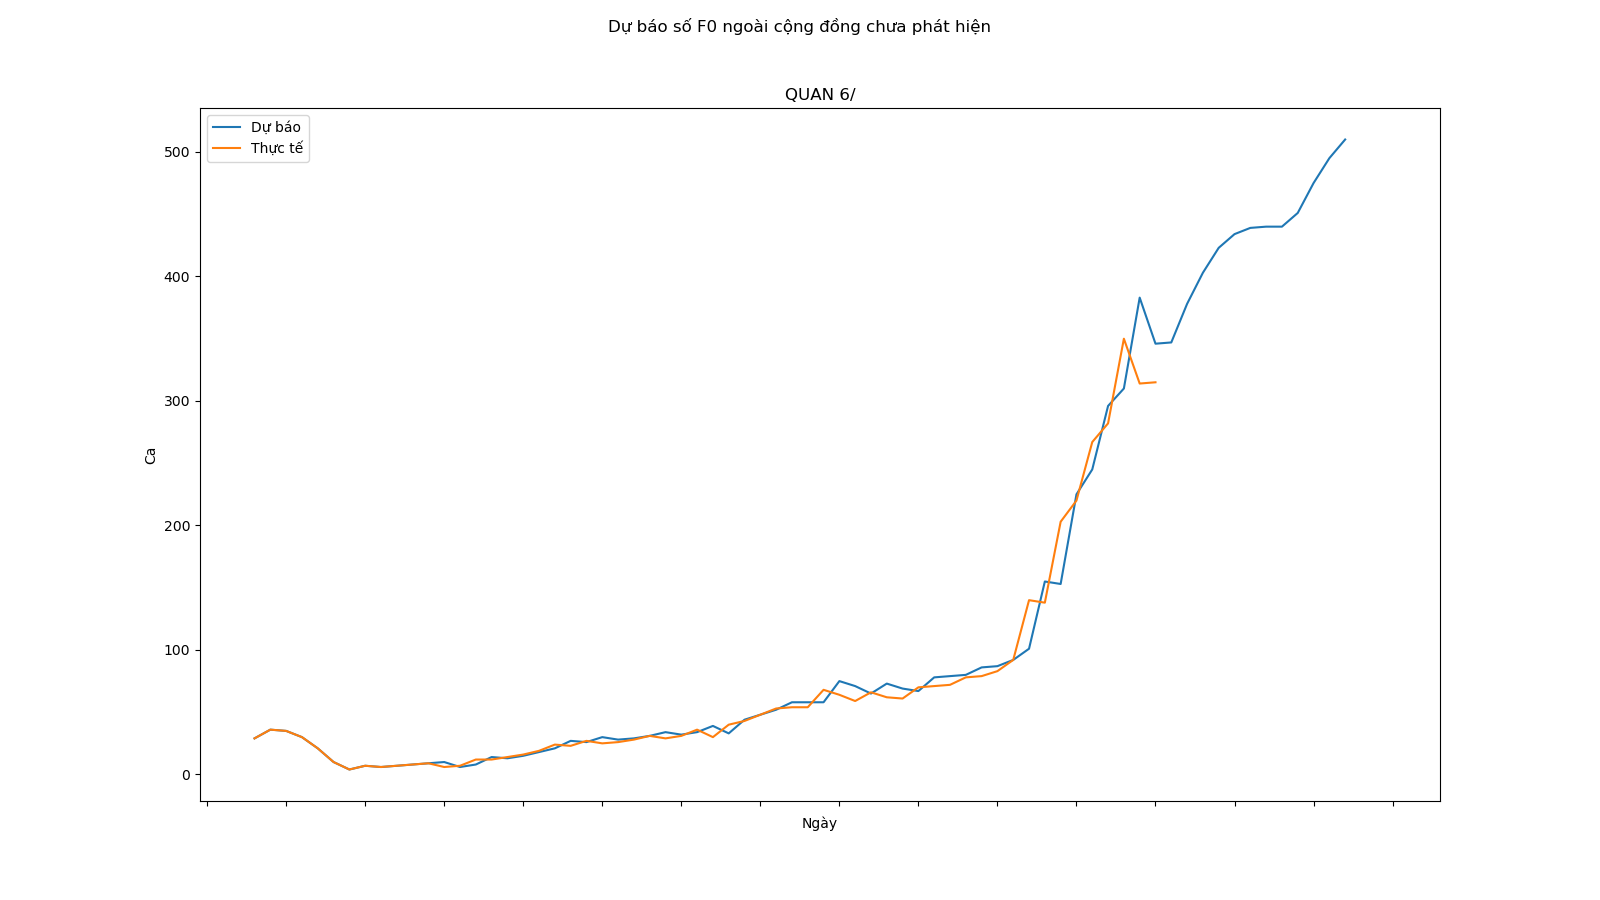 Dự báo số F0 ngoài cộng đồng chưa phát hiện
QUAN 6/
Dự báo
Thực tế
500
400
300
200
100
0
Ca
Ngày